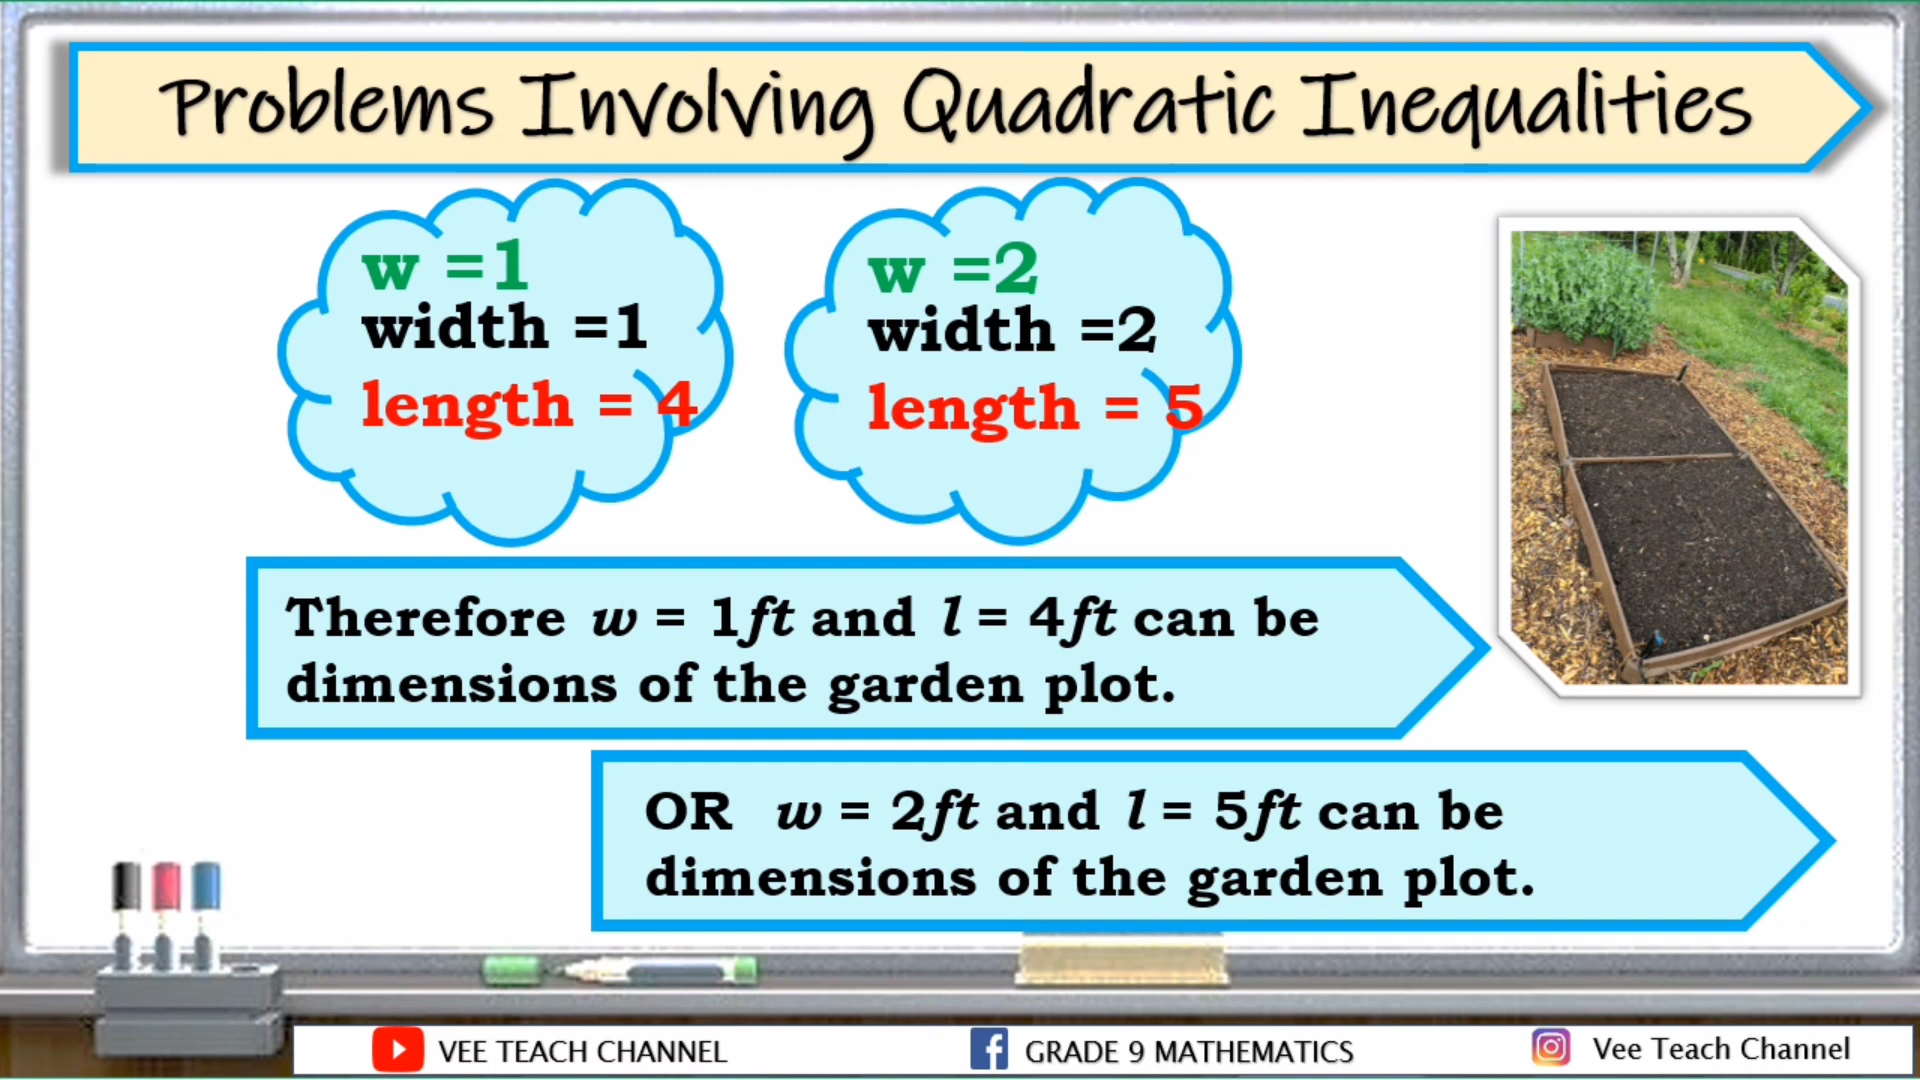 Problems Involving Quadratic Inequalities
w =1
width =1
length = 4
w =2
width =2
length = 5
Therefore w = 1ft and l = 4ft can be
dimensions of the garden plot.
OR w = 2ft and l = 5ft can be
dimensions of the garden plot.
VEE TEACH CHANNEL
GRADE 9 MATHEMATICS
Vee Teach Channel